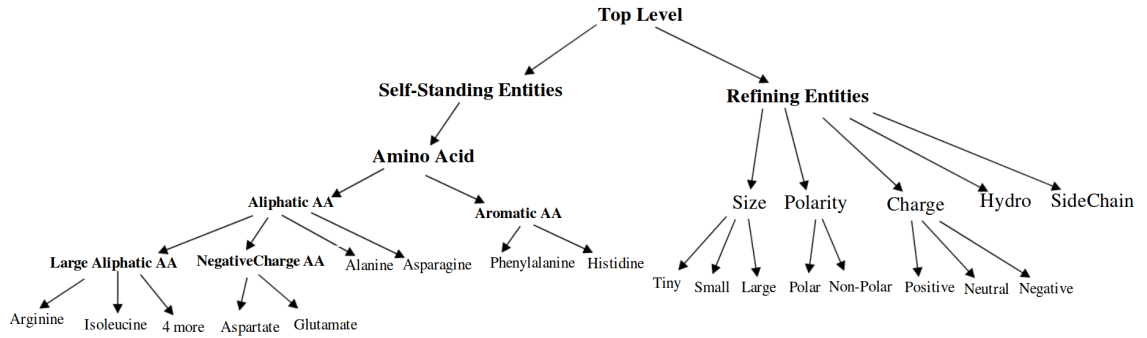 Top Level
Self-Standing Entities
Refining Entities
Amino Acid
Aliphatic AA
Aromatic AA
Size
Polarity
Charge
Hydro
SideChain
Large Aliphatic AA
NegativeCharge AA
Alanine
Asparagine
Phenylalanine
Histidine
Tiny
Small
Large
Polar
Non-Polar
Positive
Neutral
Negative
Arginine
Isoleucine
4 more
Aspartate
Glutamate